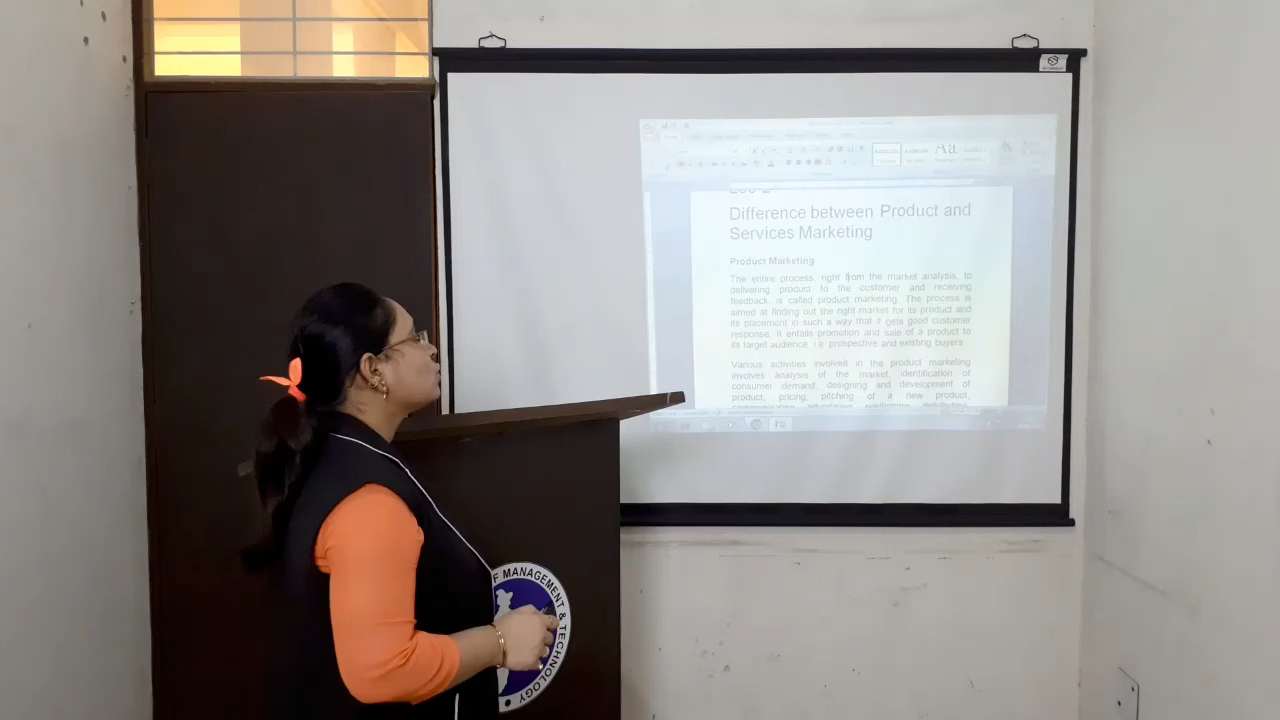 Difference between Product and
Services Marketing
Product Marketing
The entire process, right from the market analysis, to
delivering product to the customer and receiving
feedback, is called product marketing. The process is
aimed at finding out the right market for its product and
its placement in such a way that it gets good customer
response. It entails promotion and sale of a product to
its target audience, i.e. prospective and existing buyers.
Various activities involved in the product marketing
involves analysis of the market, identification of
consumer demand, designing and development of
product, pricing, pitching of a new product,
F MANAGEMENT & TECHNOLOGY